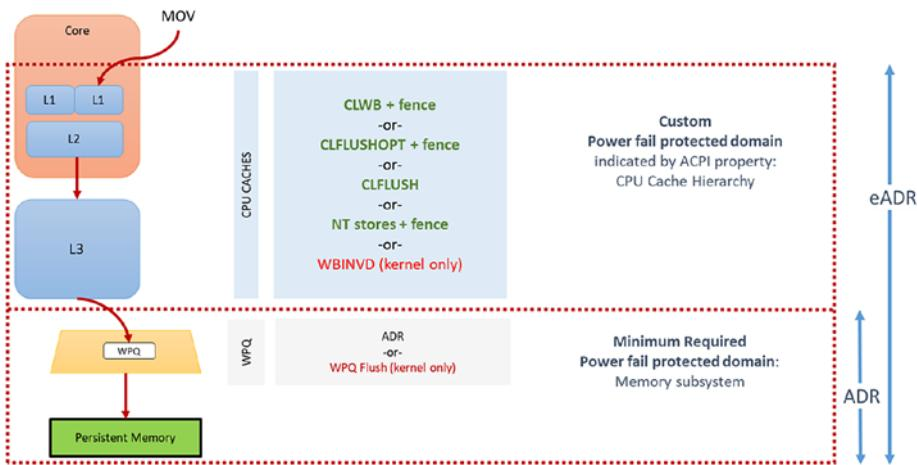 MOV
Core
L1
L1
L2
L3
CPU CACHES
CLWB + fence
-or-
CLFLUSHOPT + fence
-or-
CLFLUSH
-or-
NT stores + fence
-or-
WBINVD (kernel only)
Custom
Power fail protected domain
indicated by ACPI property:
CPU Cache Hierarchy
eADR
WPQ
WPQ
ADR
-or-
WPQ Flush (kernel only)
Minimum Required
Power fail protected domain:
Memory subsystem
ADR
Persistent Memory